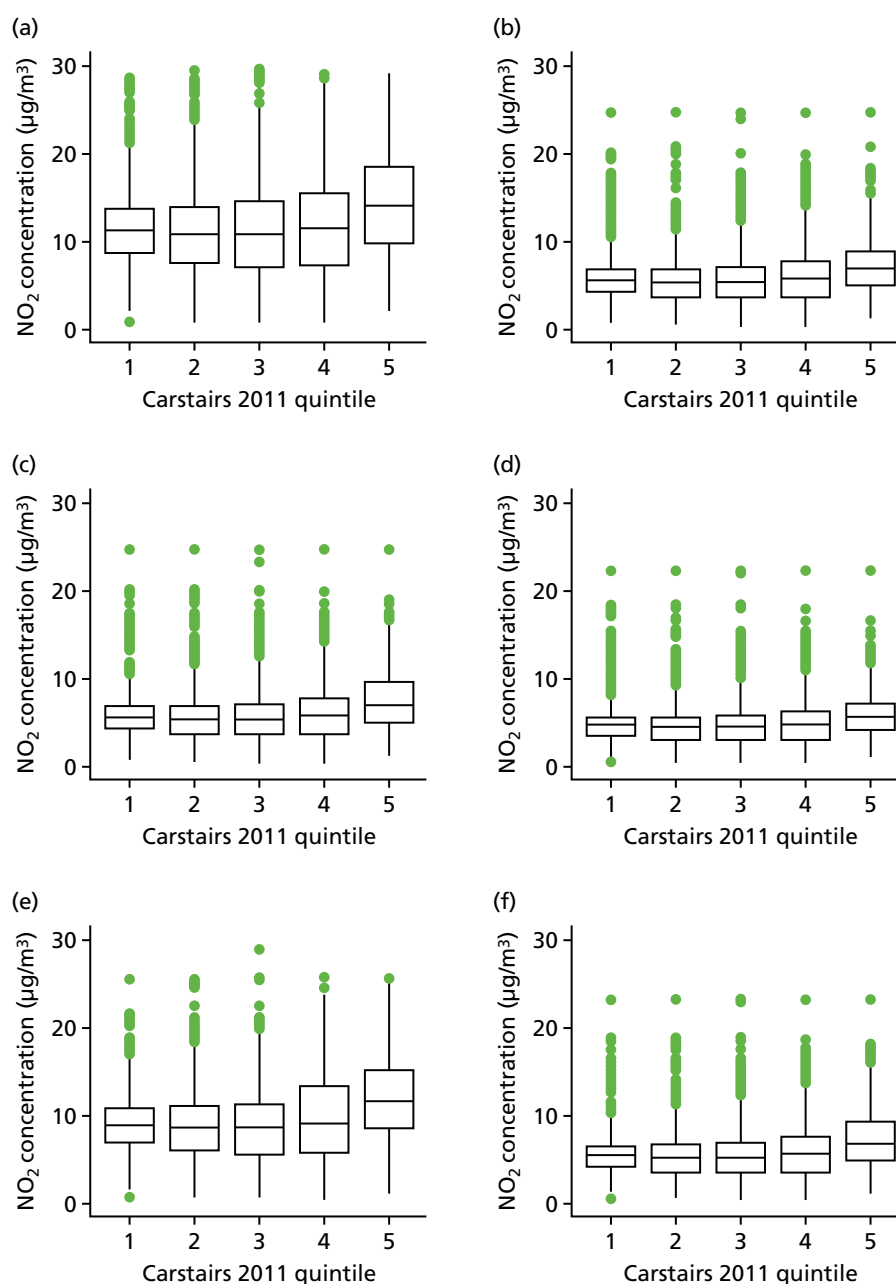 (a)
NO₂ concentration (µg/m³)
30
20
10
0
1 2 3 4 5
Carstairs 2011 quintile
(b)
NO₂ concentration (µg/m³)
30
20
10
0
1 2 3 4 5
Carstairs 2011 quintile
(c)
NO₂ concentration (µg/m³)
30
20
10
0
1 2 3 4 5
Carstairs 2011 quintile
(d)
NO₂ concentration (µg/m³)
30
20
10
0
1 2 3 4 5
Carstairs 2011 quintile
(e)
NO₂ concentration (µg/m³)
30
20
10
0
1 2 3 4 5
Carstairs 2011 quintile
(f)
NO₂ concentration (µg/m³)
30
20
10
0
1 2 3 4 5
Carstairs 2011 quintile